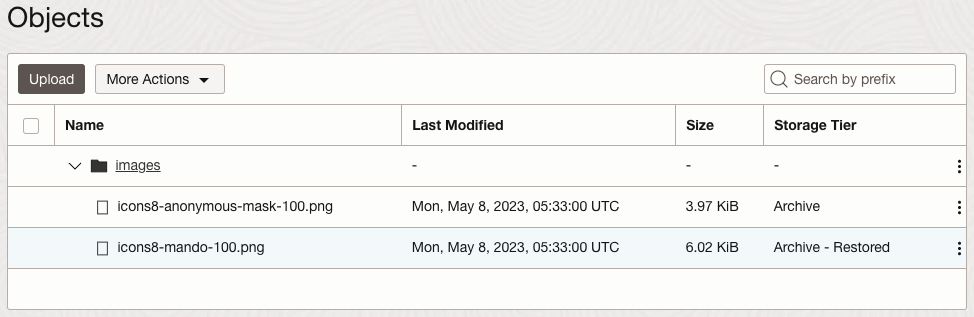 Objects
Upload More Actions Search by prefix
Name Last Modified Size Storage Tier
images - - -
icons8-anonymous-mask-100.png Mon, May 8, 2023, 05:33:00 UTC 3.97 KiB Archive
icons8-mando-100.png Mon, May 8, 2023, 05:33:00 UTC 6.02 KiB Archive - Restored